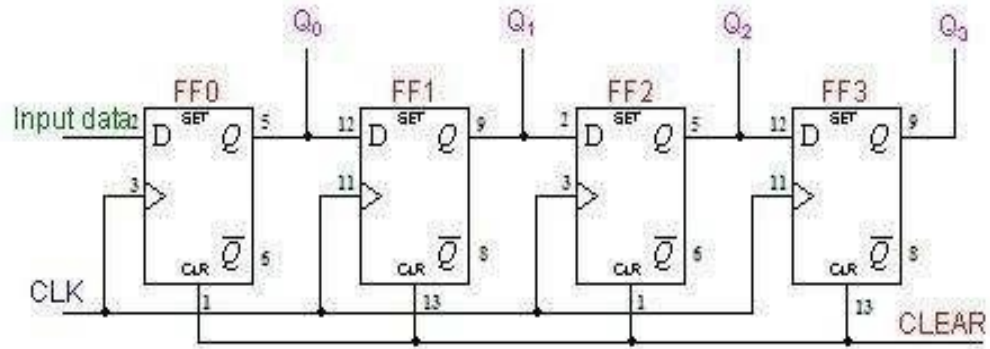 Q0 Q1 Q2 Q3
FF0 FF1 FF2 FF3
Input data 2 SET 5 12 SET 9 2 SET 5 12 SET 9
D Q D Q D Q D Q
3 11 3 11
Q 6 Q 8 Q 6 Q 8
CLR CLR CLR CLR
CLK 1 13 1 13
CLEAR